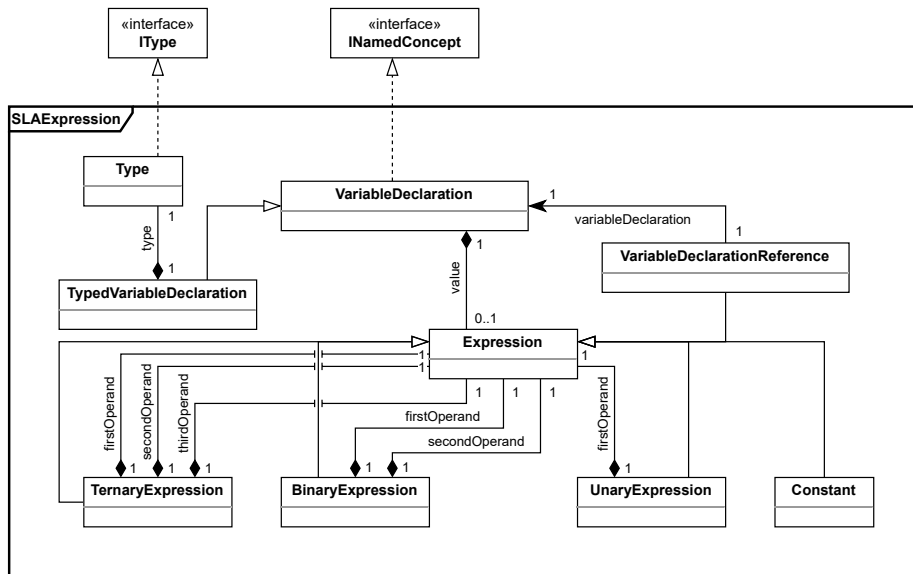 «interface»
IType
«interface»
INamedConcept
SLAExpression
Type
VariableDeclaration
1
variableDeclaration
1
1
type
1
1
value
0..1
VariableDeclarationReference
TypedVariableDeclaration
Expression
1
1
1
1
1
1
firstOperand
secondOperand
thirdOperand
firstOperand
secondOperand
firstOperand
1
1
1
1
1
1
1
TernaryExpression
BinaryExpression
UnaryExpression
Constant